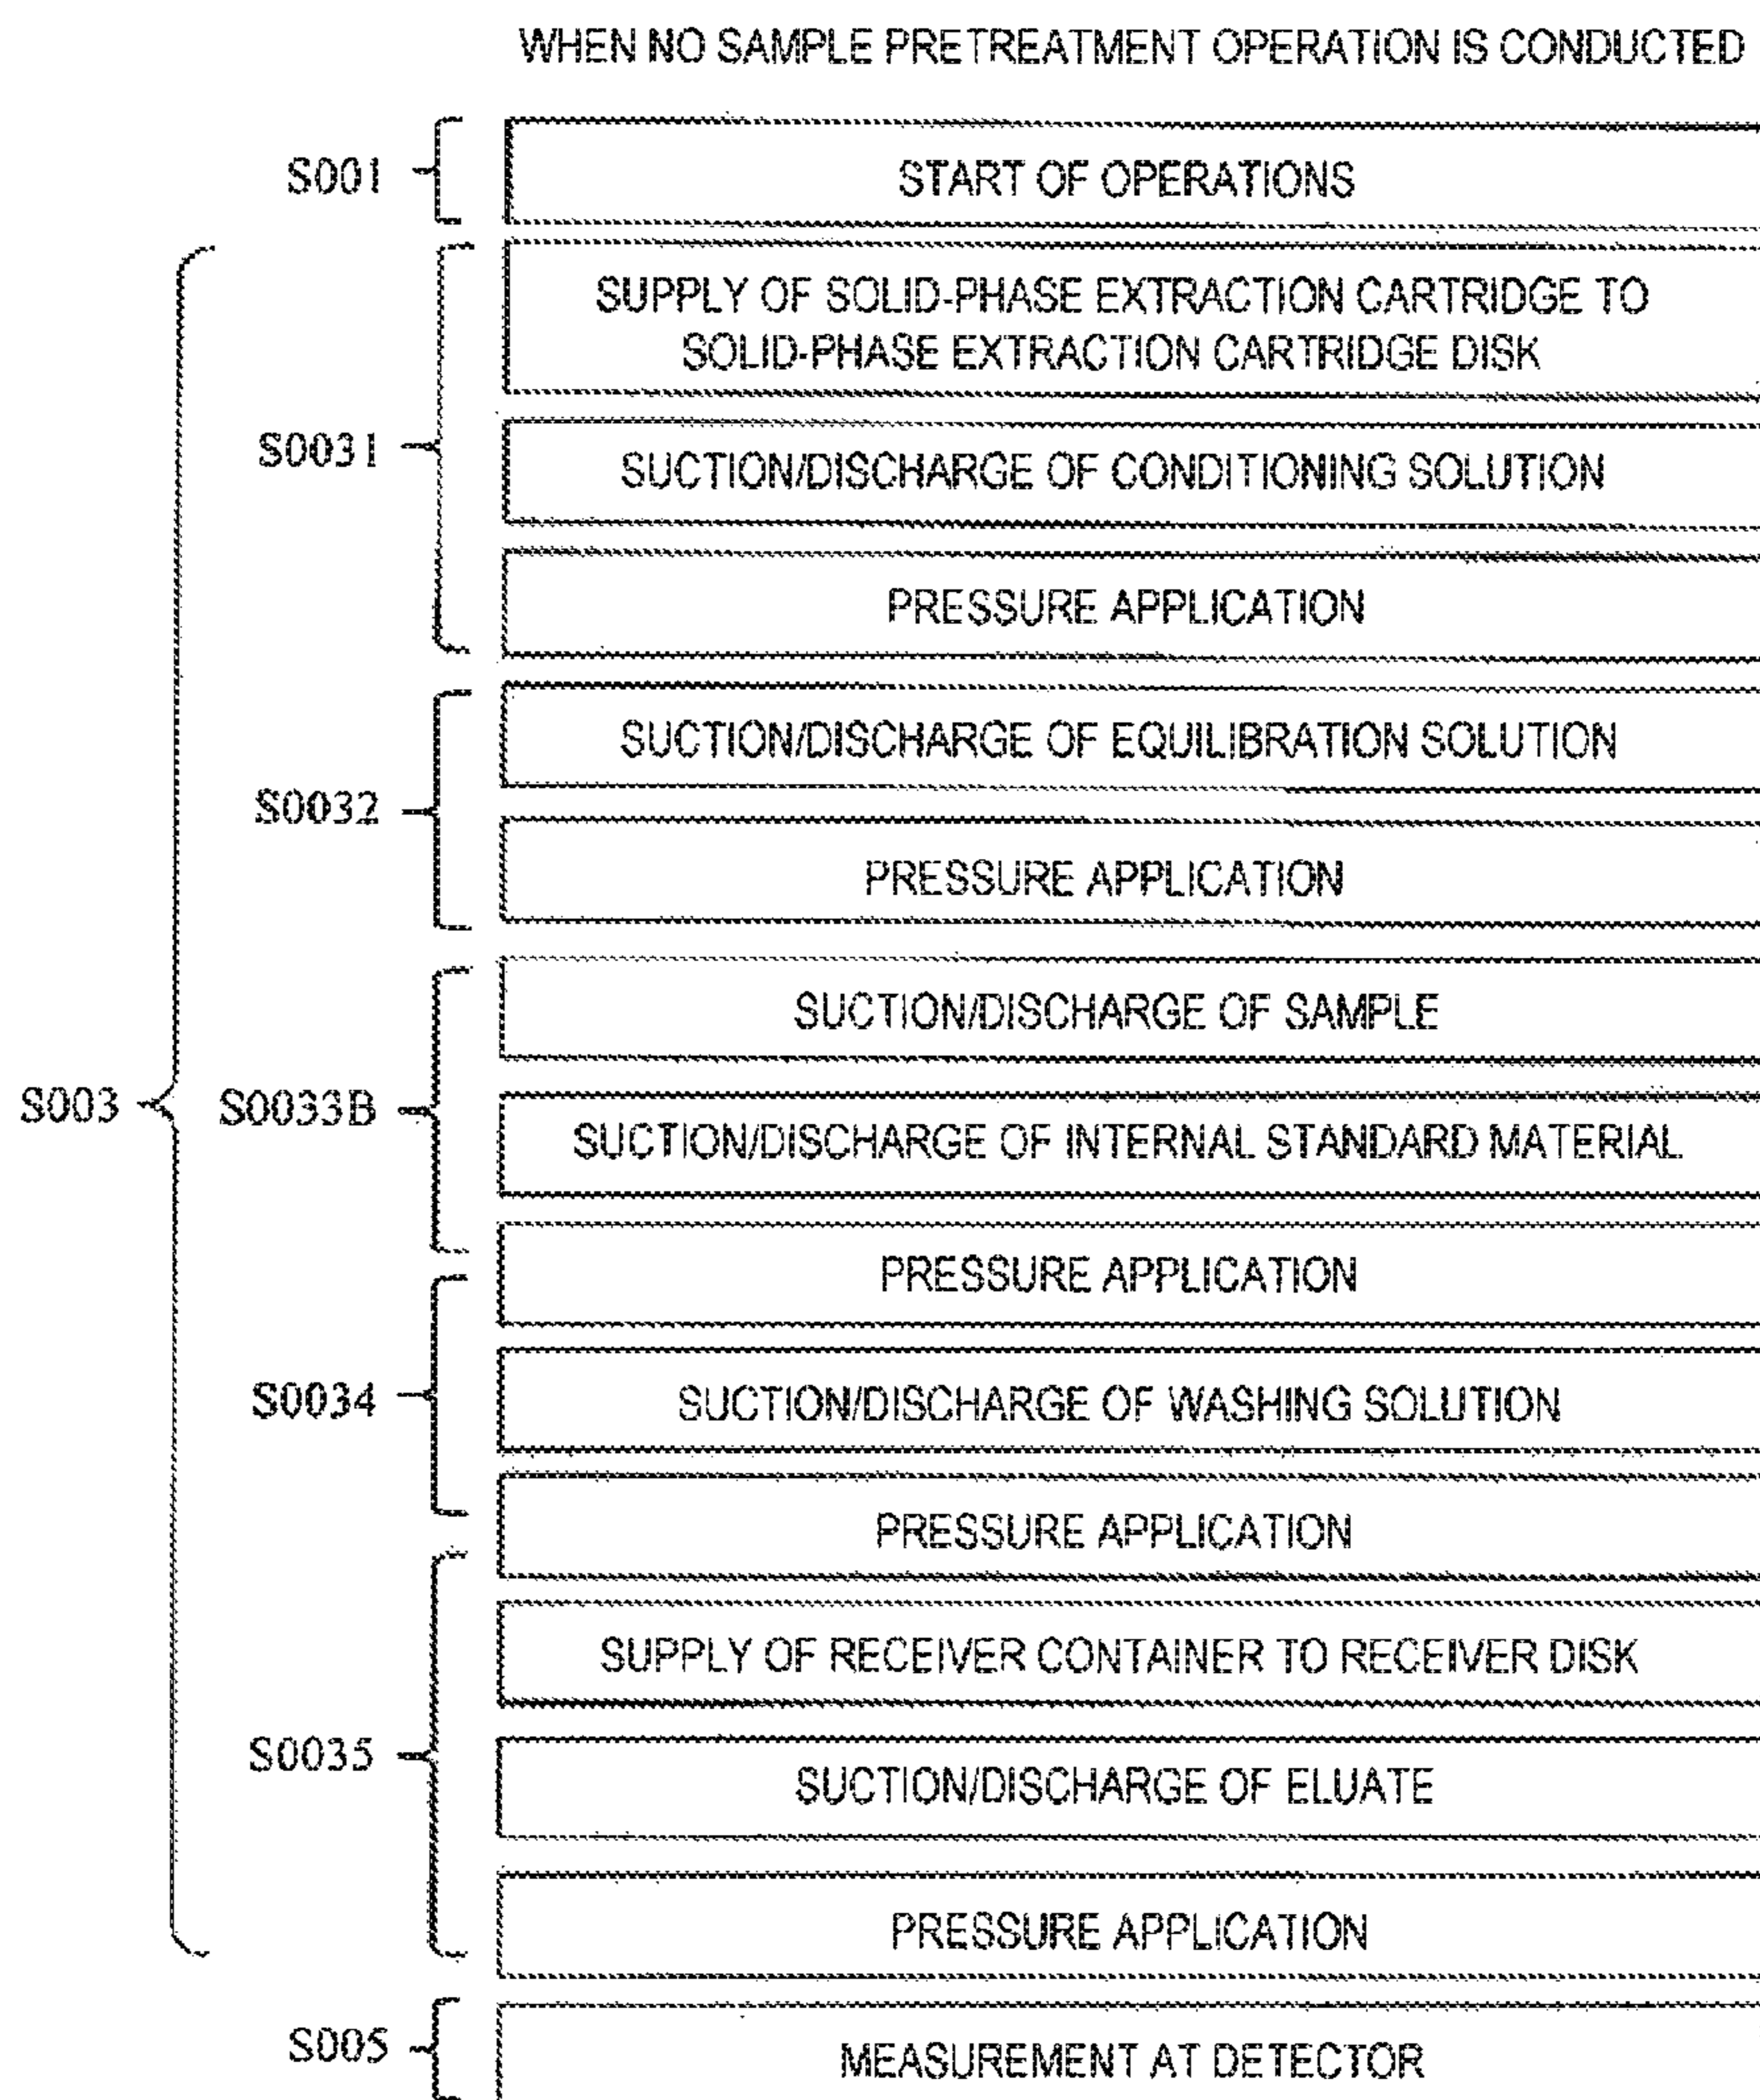 WHEN NO SAMPLE PRETREATMENT OPERATION IS CONDUCTED
S001
START OF OPERATIONS
SUPPLY OF SOLID-PHASE EXTRACTION CARTRIDGE TO
SOLID-PHASE EXTRACTION CARTRIDGE DISK
S0031
SUCTION/DISCHARGE OF CONDITIONING SOLUTION
PRESSURE APPLICATION
SUCTION/DISCHARGE OF EQUILIBRATION SOLUTION
S0032
PRESSURE APPLICATION
SUCTION/DISCHARGE OF SAMPLE
S003
S0033B
SUCTION/DISCHARGE OF INTERNAL STANDARD MATERIAL
PRESSURE APPLICATION
S0034
SUCTION/DISCHARGE OF WASHING SOLUTION
PRESSURE APPLICATION
SUPPLY OF RECEIVER CONTAINER TO RECEIVER DISK
S0035
SUCTION/DISCHARGE OF ELUATE
PRESSURE APPLICATION
S005
MEASUREMENT AT DETECTOR